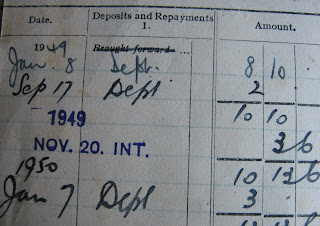 Date. Deposits and Repayments 1. Amount.
1949 Brought forward ...
Jan. 8 Dept. 8 10
Sep 17 Dept 2 .
1949 10 10
NOV. 20. INT. 3 6
1950 10 13 6
Jan 7 Dept 3 .